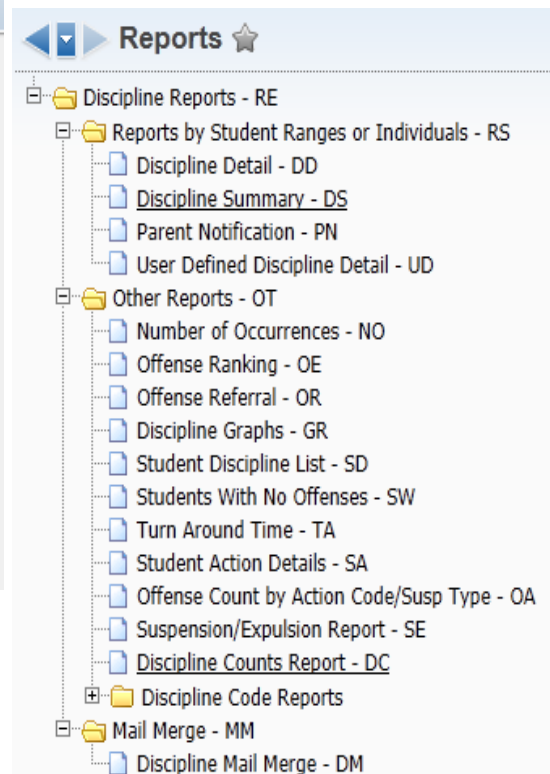 Reports
Discipline Reports - RE
Reports by Student Ranges or Individuals - RS
Discipline Detail - DD
Discipline Summary - DS
Parent Notification - PN
User Defined Discipline Detail - UD
Other Reports - OT
Number of Occurrences - NO
Offense Ranking - OE
Offense Referral - OR
Discipline Graphs - GR
Student Discipline List - SD
Students With No Offenses - SW
Turn Around Time - TA
Student Action Details - SA
Offense Count by Action Code/Susp Type - OA
Suspension/Expulsion Report - SE
Discipline Counts Report - DC
Discipline Code Reports
Mail Merge - MM
Discipline Mail Merge - DM